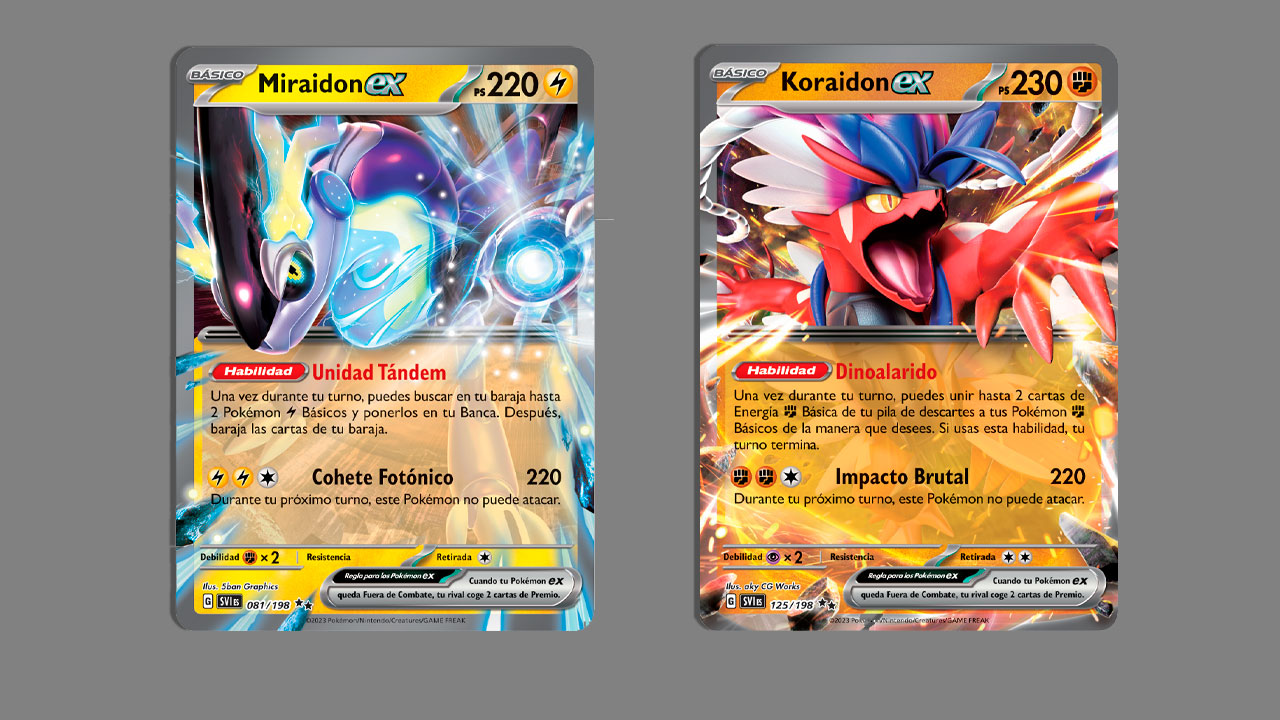 BÁSICO Miraidon ex PS 220
Habilidad Unidad Tándem
Una vez durante tu turno, puedes buscar en tu baraja hasta
2 Pokémon Básicos y ponerlos en tu Banca. Después,
baraja las cartas de tu baraja.
Cohete Fotónico 220
Durante tu próximo turno, este Pokémon no puede atacar.
Debilidad × 2 Resistencia Retirada
Regla para los Pokémon ex Cuando tu Pokémon ex
queda Fuera de Combate, tu rival coge 2 cartas de Premio.
Ilus. 5ban Graphics
G SVI ES 081/198
©2023 Pokémon/Nintendo/Creatures/GAME FREAK
BÁSICO Koraidon ex PS 230
Habilidad Dinoalarido
Una vez durante tu turno, puedes unir hasta 2 cartas de
Energía Básica de tu pila de descartes a tus Pokémon
Básicos de la manera que desees. Si usas esta habilidad, tu
turno termina.
Impacto Brutal 220
Durante tu próximo turno, este Pokémon no puede atacar.
Debilidad × 2 Resistencia Retirada
Regla para los Pokémon ex Cuando tu Pokémon ex
queda Fuera de Combate, tu rival coge 2 cartas de Premio.
Ilus. aky CG Works
G SVI ES 125/198
©2023 Pokémon/Nintendo/Creatures/GAME FREAK